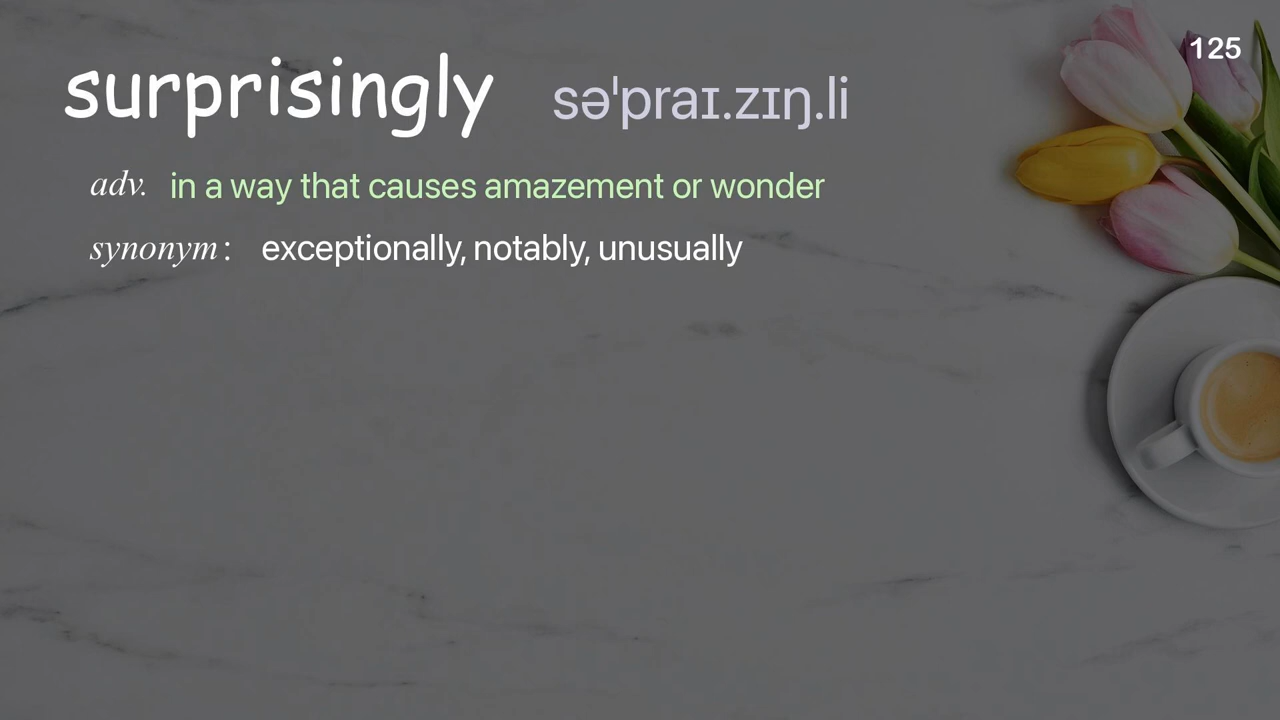 125
surprisingly səˈpraɪ.zɪŋ.li
adv. in a way that causes amazement or wonder
synonym: exceptionally, notably, unusually